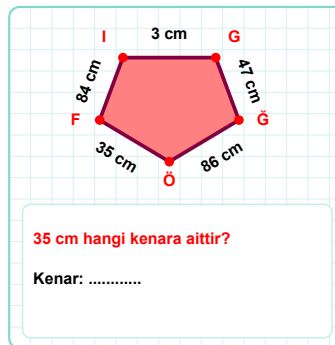 I
3 cm
G
84 cm
47 cm
F
Ğ
35 cm
86 cm
Ö
35 cm hangi kenara aittir?
Kenar: ............